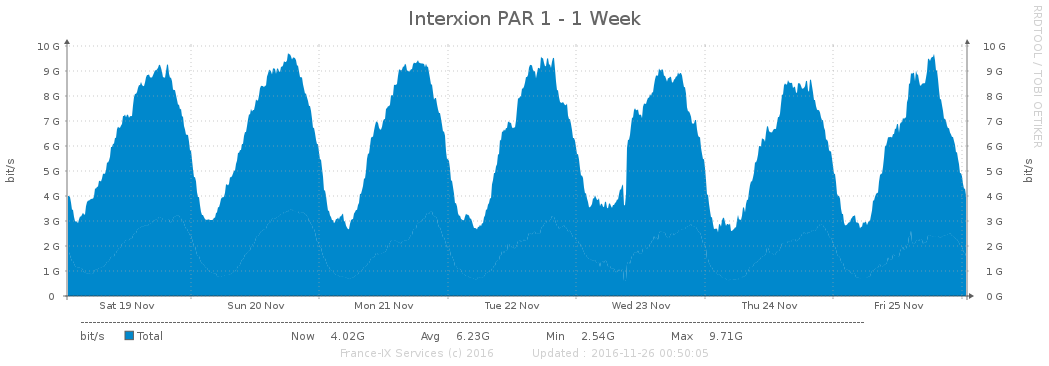 Interxion PAR 1 - 1 Week
RRDTOOL / TOBI OETIKER
10 G 10 G
9 G 9 G
8 G 8 G
7 G 7 G
6 G 6 G
5 G 5 G
4 G 4 G
3 G 3 G
2 G 2 G
1 G 1 G
0 0 G
bit/s
bit/s
Sat 19 Nov Sun 20 Nov Mon 21 Nov Tue 22 Nov Wed 23 Nov Thu 24 Nov Fri 25 Nov
bit/s Total Now 4.02G Avg 6.23G Min 2.54G Max 9.71G
France-IX Services (c) 2016 Updated : 2016-11-26 00:50:05